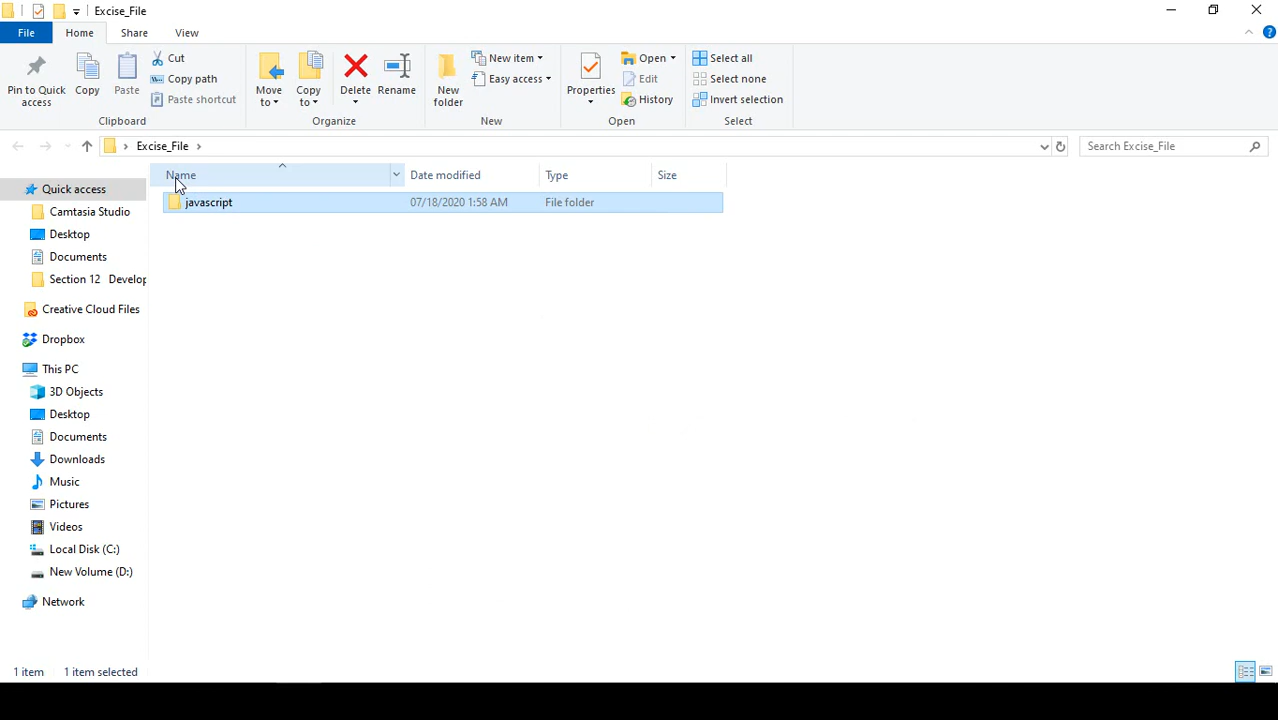 Excise_File
File Home Share View
Pin to Quick access
Copy
Paste
Cut
Copy path
Paste shortcut
Clipboard
Move to
Copy to
Delete
Rename
Organize
New folder
New item
Easy access
New
Properties
Open
Edit
History
Open
Select all
Select none
Invert selection
Select
Excise_File
Search Excise_File
Name Date modified Type Size
javascript 07/18/2020 1:58 AM File folder
Quick access
Camtasia Studio
Desktop
Documents
Section 12 Develop
Creative Cloud Files
Dropbox
This PC
3D Objects
Desktop
Documents
Downloads
Music
Pictures
Videos
Local Disk (C:)
New Volume (D:)
Network
1 item 1 item selected